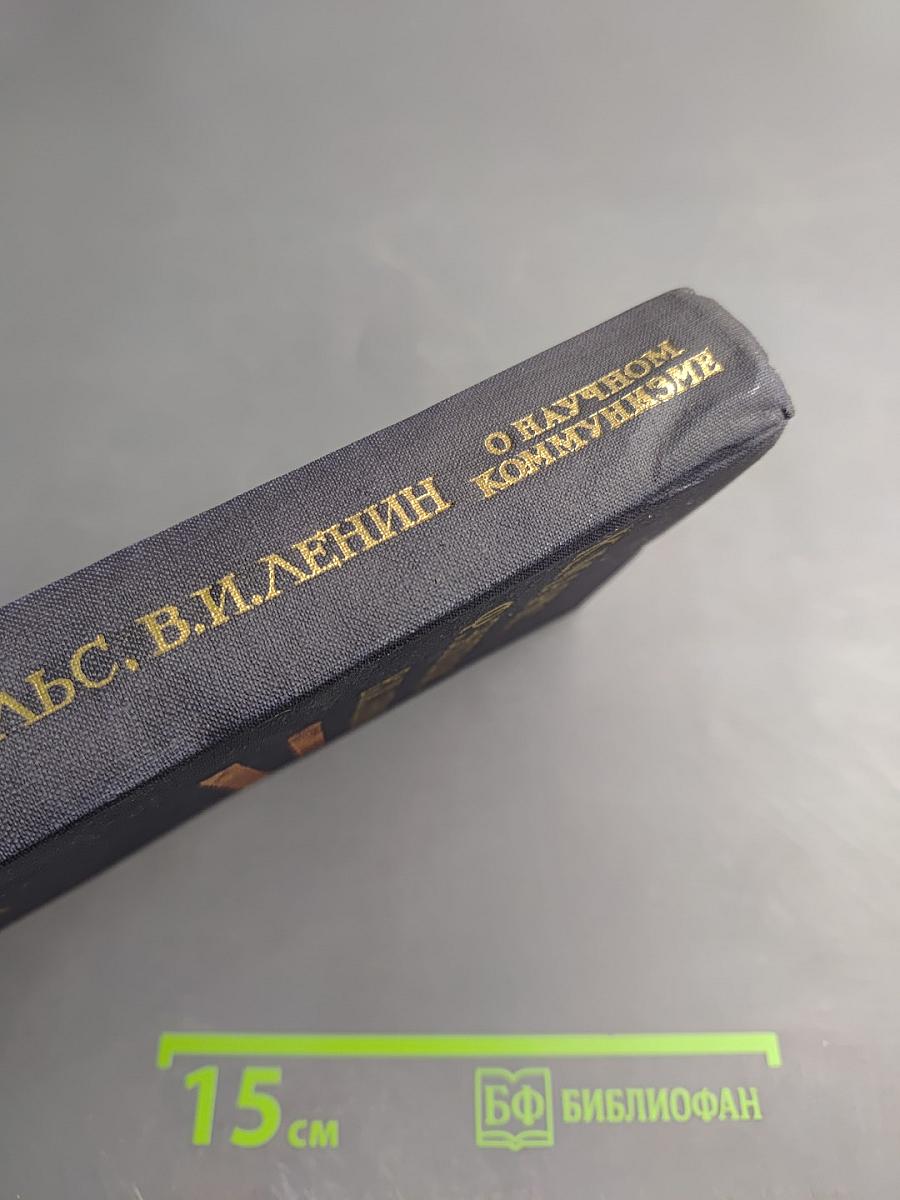 ЛЬС, В.И.ЛЕНИН
О НАУЧНОМ
КОММУНИЗМЕ
15 см
БФ БИБЛИОФАН